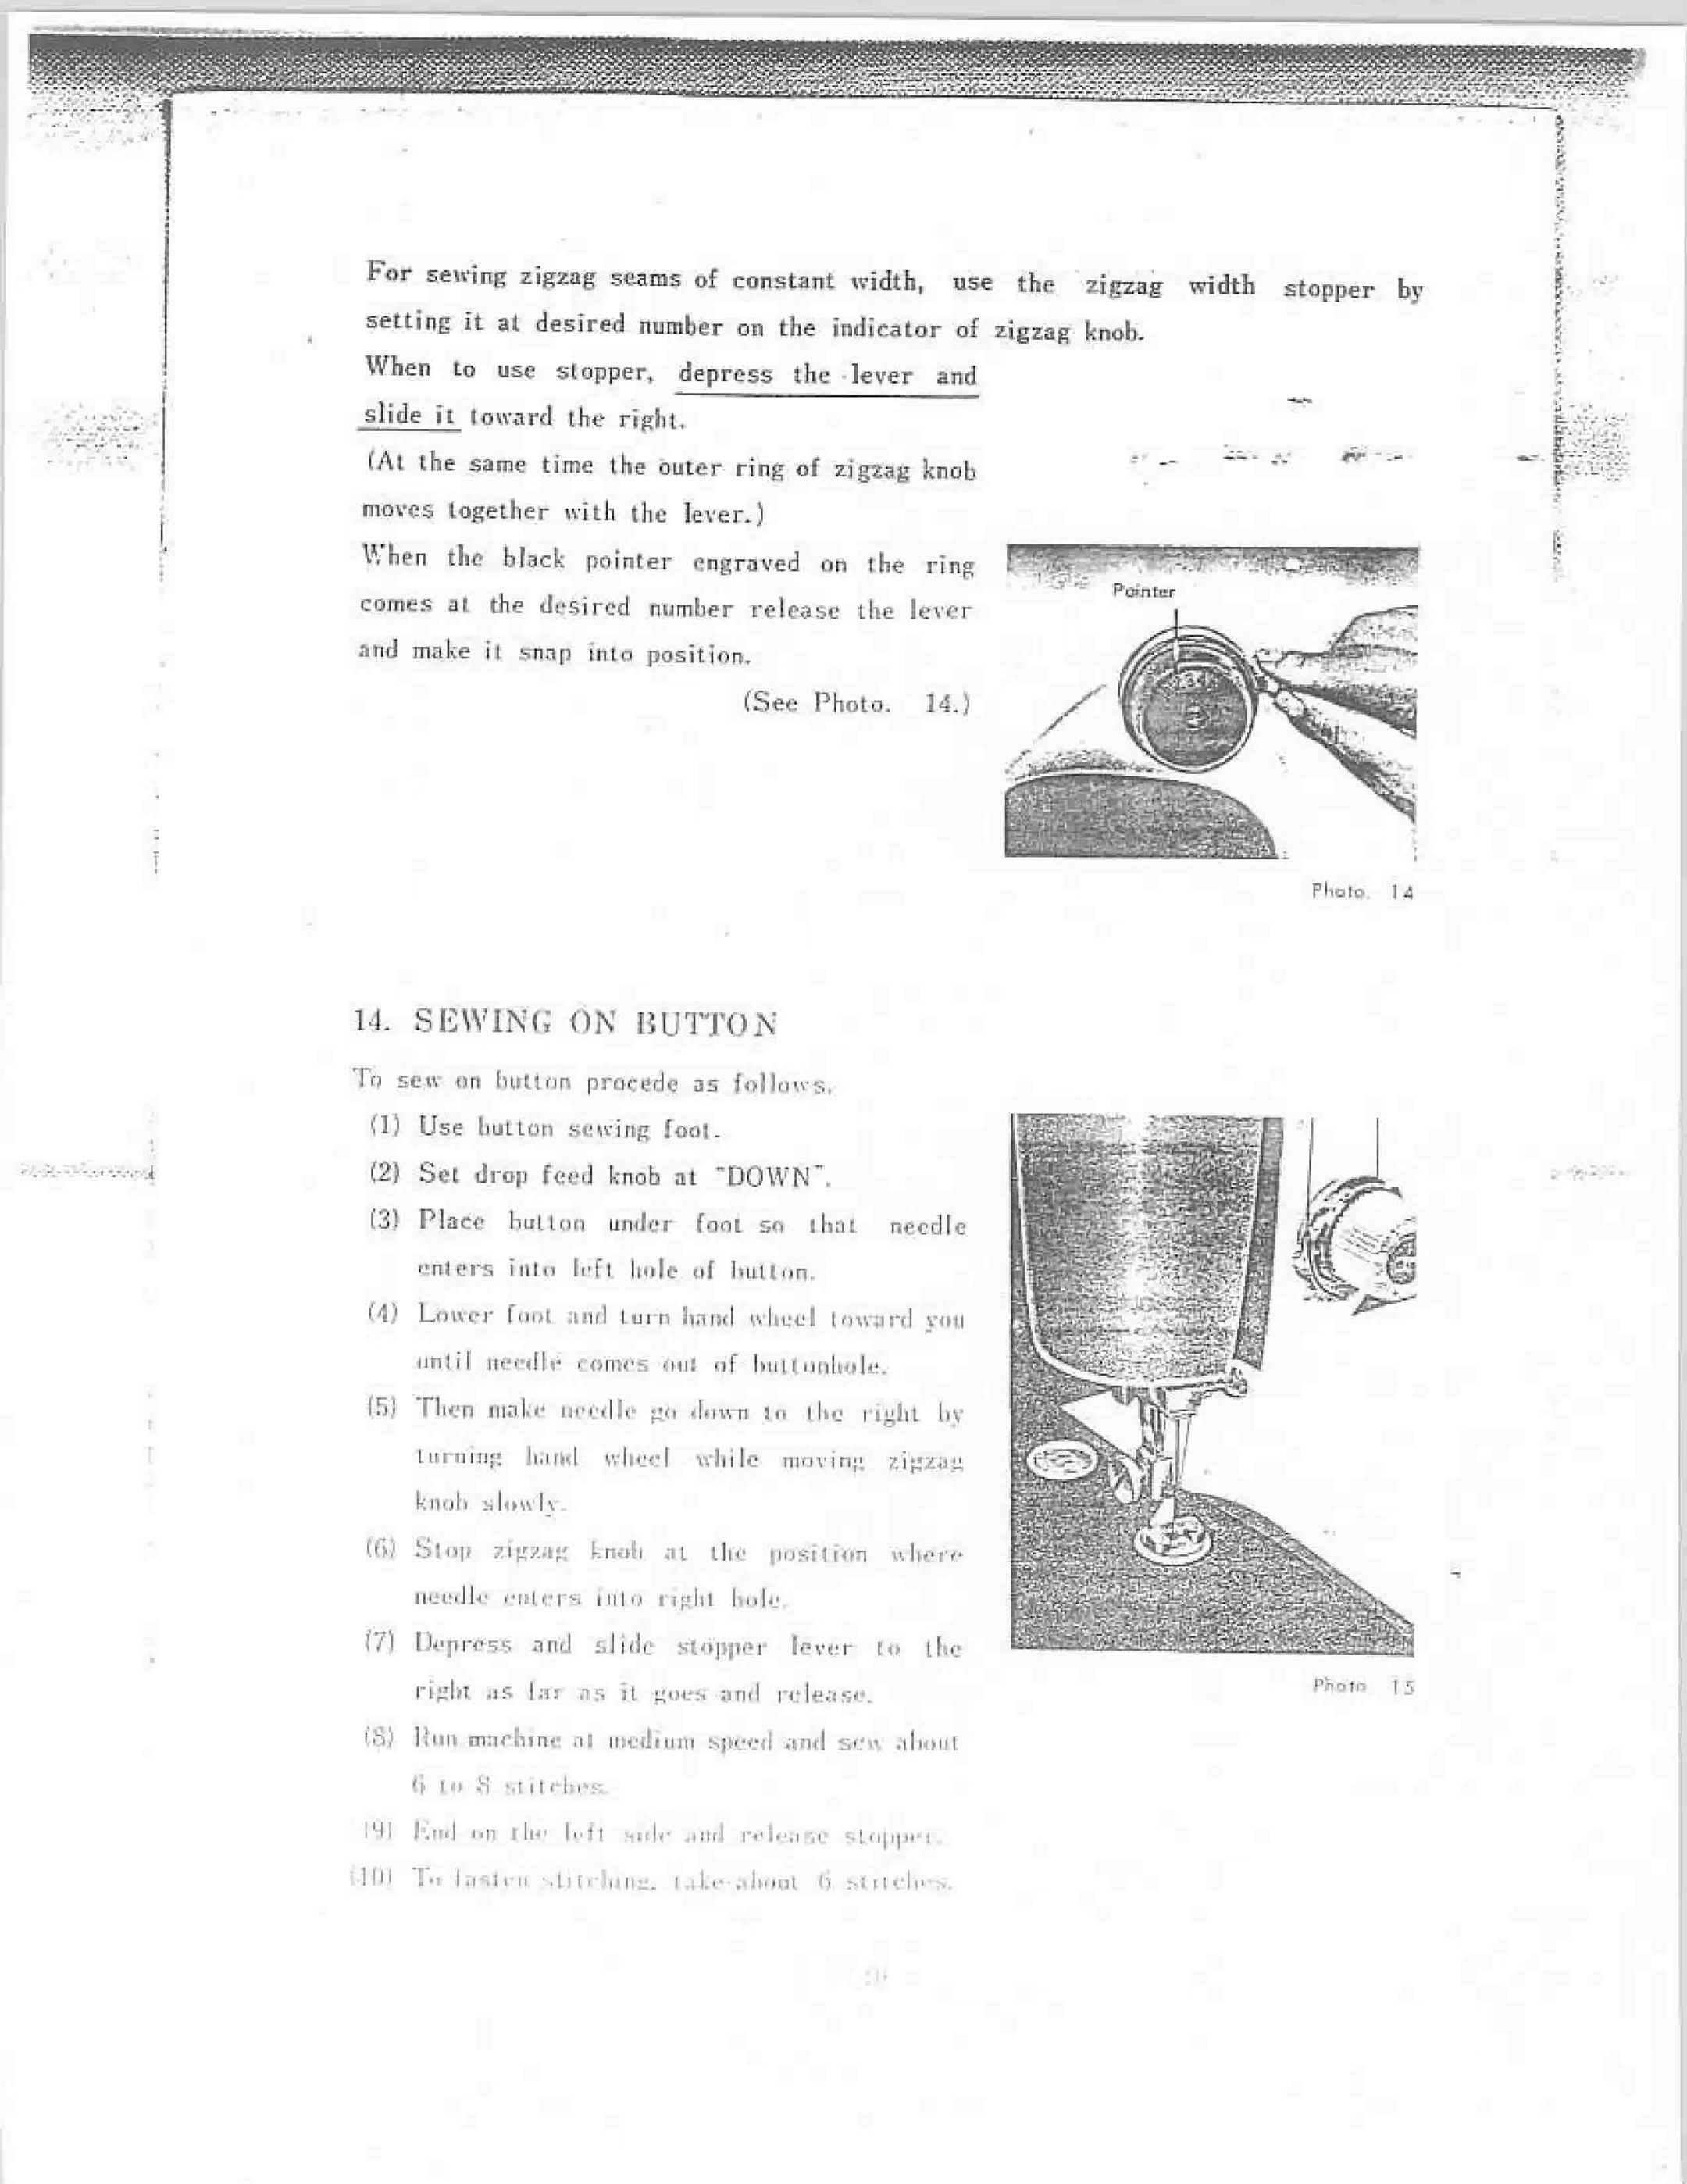 For sewing zigzag seams of constant width, use the zigzag width stopper by
setting it at desired number on the indicator of zigzag knob.
When to use stopper, depress the lever and
slide it toward the right.
(At the same time the outer ring of zigzag knob
moves together with the lever.)
When the black pointer engraved on the ring
comes at the desired number release the lever
and make it snap into position.
(See Photo. 14.)
Pointer
Photo. 14
14. SEWING ON BUTTON
To sew on button procede as follows.
(1) Use button sewing foot.
(2) Set drop feed knob at "DOWN".
(3) Place button under foot so that needle
enters into left hole of button.
(4) Lower foot and turn hand wheel toward you
until needle comes out of buttonhole.
(5) Then make needle go down to the right by
turning hand wheel while moving zigzag
knob slowly.
(6) Stop zigzag knob at the position where
needle enters into right hole.
(7) Depress and slide stopper lever to the
right as far as it goes and release.
(8) Run machine at medium speed and sew about
6 to 8 stitches.
(9) End on the left side and release stopper.
(10) To fasten stitching, take about 6 stitches.
Photo 15